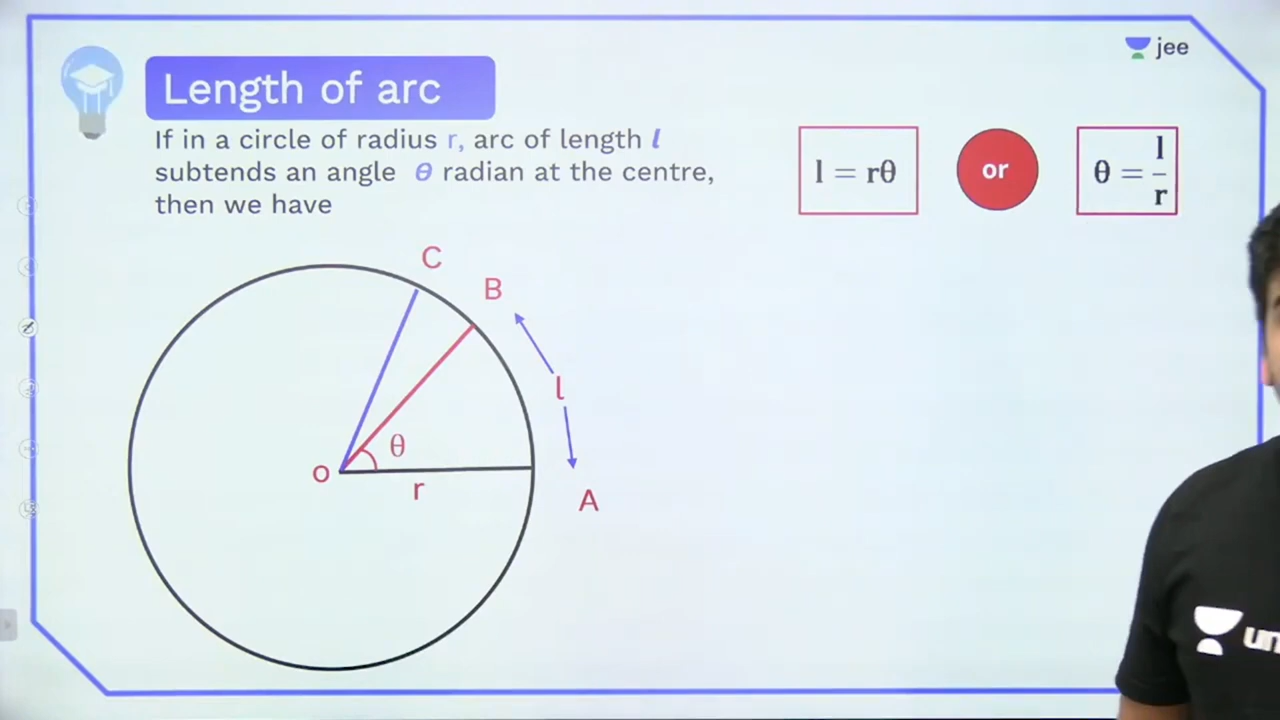 jee
Length of arc
If in a circle of radius r, arc of length l
subtends an angle θ radian at the centre,
then we have
l = rθ
or
θ = l/r
C
B
l
θ
O
r
A
un